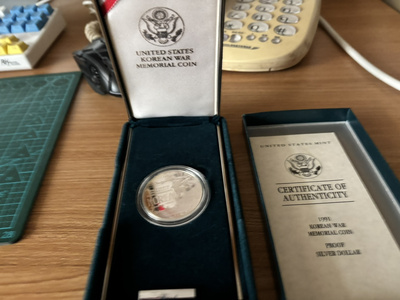 UNITED STATES
KOREAN WAR
MEMORIAL COIN
UNITED STATES MINT
CERTIFICATE OF
AUTHENTICITY
1991
KOREAN WAR
MEMORIAL COIN
PROOF
SILVER DOLLAR